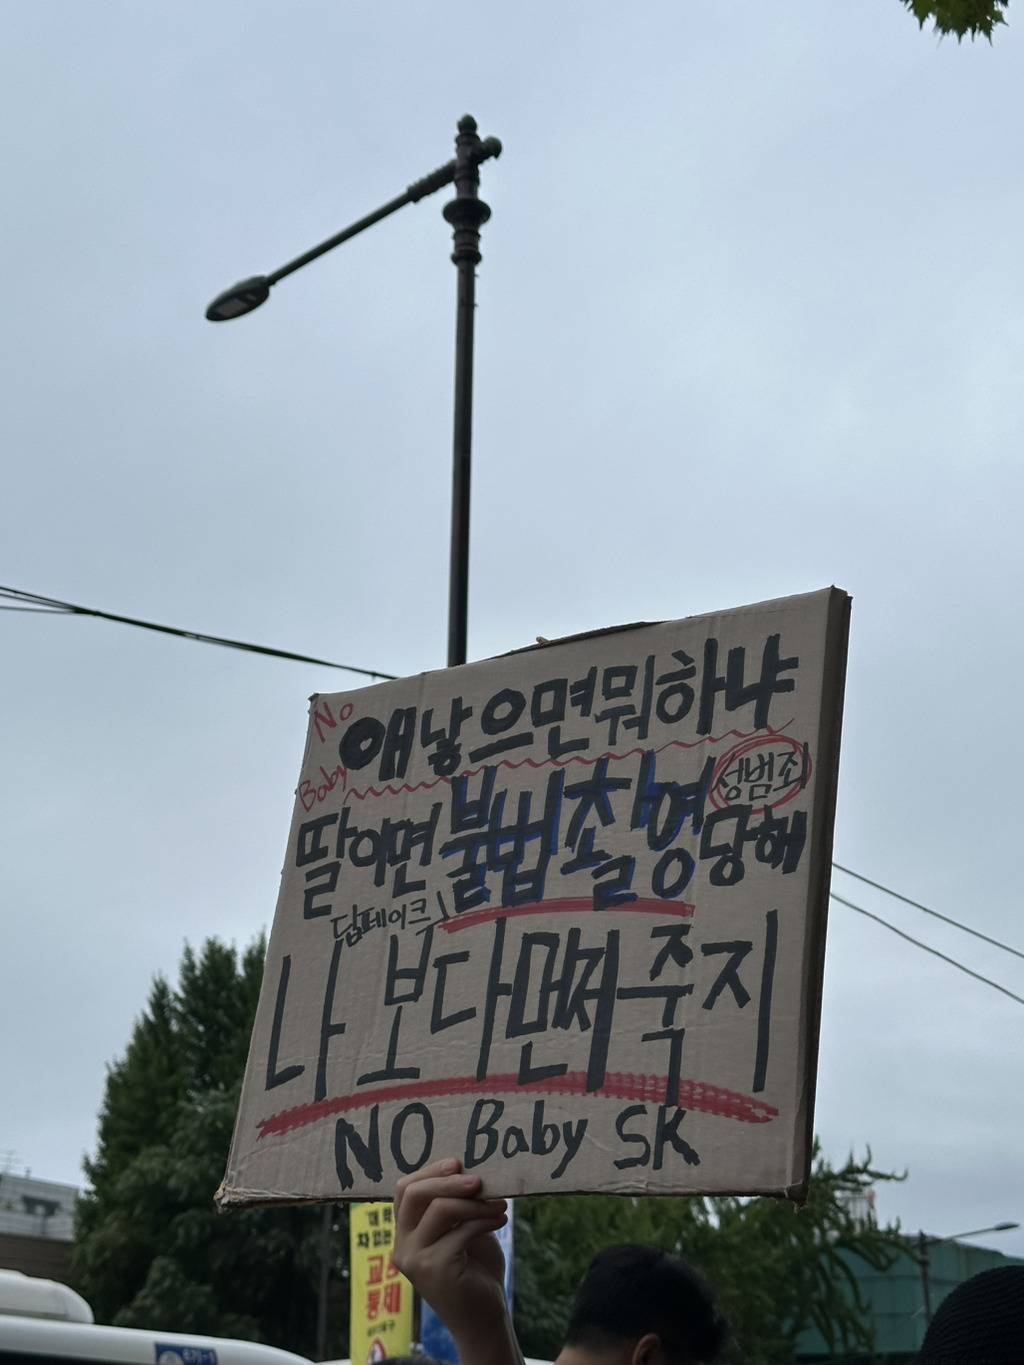 No
Baby
애 낳으면 뭐하냐
성범죄
딸이면 불법촬영 당해
딥페이크
나보다 먼저 죽지
NO Baby SK